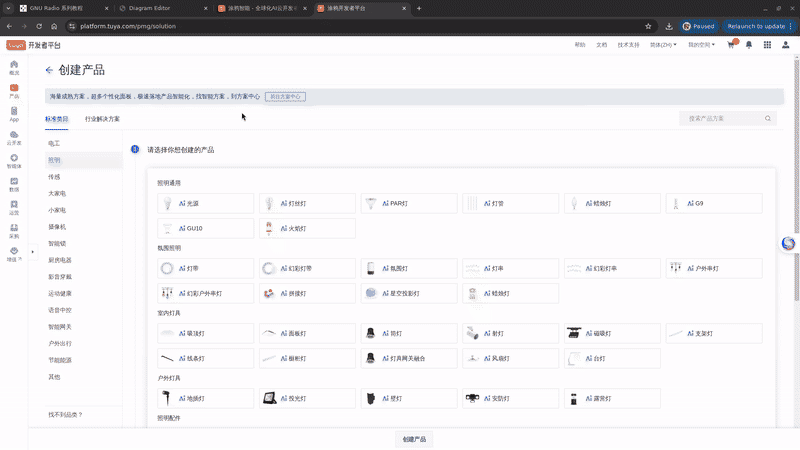 GNU Radio 系列教程
Diagram Editor
涂鸦智能 - 全球化AI云开发
涂鸦开发者平台
platform.tuya.com/pmg/solution
Paused
Relaunch to update
tuya 开发者平台
帮助
文档
技术支持
简体(ZH)
我的空间
概览
产品
App
云开发
智能体
数据
运营
采购
增值
创建产品
海量成熟方案，超多个性化面板，极速落地产品智能化，找智能方案，到方案中心
前往方案中心
标准类目
行业解决方案
搜索产品方案
电工
照明
传感
大家电
小家电
摄像机
智能锁
厨房电器
影音穿戴
运动健康
语音中控
智能网关
户外出行
节能能源
其他
找不到品类？
请选择你想创建的产品
照明通用
Ai 光源
Ai 灯丝灯
Ai PAR灯
Ai 灯管
Ai 蜡烛灯
Ai G9
Ai GU10
Ai 火焰灯
氛围照明
Ai 灯带
Ai 幻彩灯带
Ai 氛围灯
Ai 灯串
Ai 幻彩灯串
Ai 户外串灯
Ai 幻彩户外串灯
Ai 拼接灯
Ai 星空投影灯
Ai 蜡烛灯
室内灯具
Ai 吸顶灯
Ai 面板灯
Ai 筒灯
Ai 射灯
Ai 磁吸灯
Ai 支架灯
Ai 线条灯
Ai 橱柜灯
Ai 灯具网关融合
Ai 风扇灯
Ai 台灯
户外灯具
Ai 地插灯
Ai 投光灯
Ai 壁灯
Ai 安防灯
Ai 露营灯
照明配件
创建产品